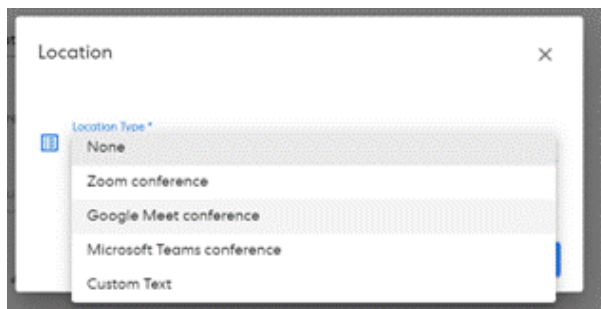 Location
Location Type *
None
Zoom conference
Google Meet conference
Microsoft Teams conference
Custom Text